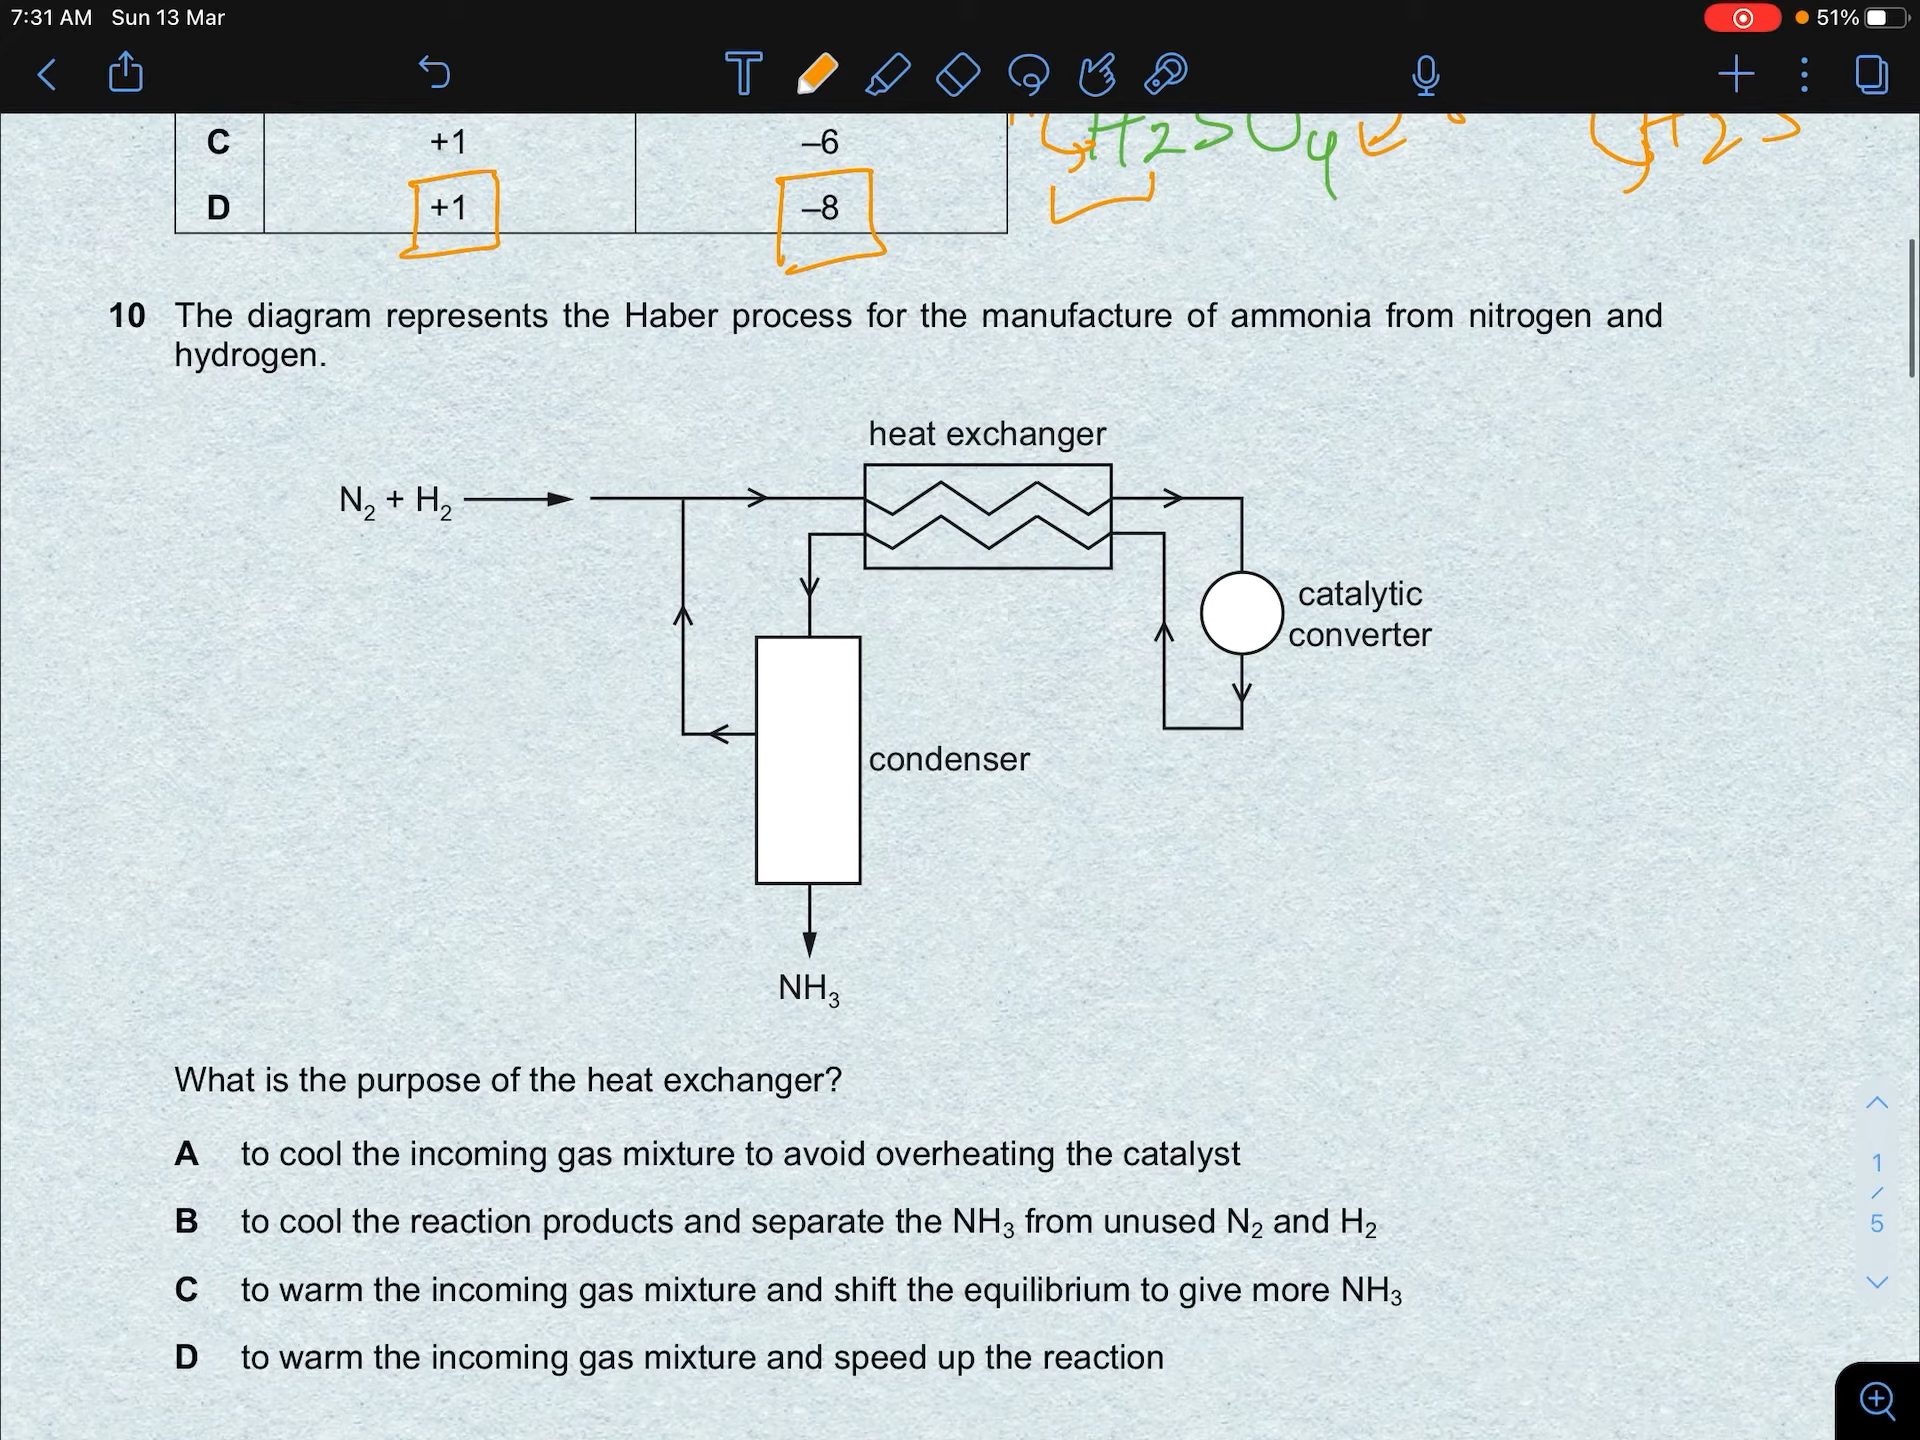 7:31 AM Sun 13 Mar
51%
T
C +1 –6
D +1 –8
H2SO4
H2S
10 The diagram represents the Haber process for the manufacture of ammonia from nitrogen and
hydrogen.
heat exchanger
N2 + H2
catalytic
converter
condenser
NH3
What is the purpose of the heat exchanger?
A to cool the incoming gas mixture to avoid overheating the catalyst
B to cool the reaction products and separate the NH3 from unused N2 and H2
C to warm the incoming gas mixture and shift the equilibrium to give more NH3
D to warm the incoming gas mixture and speed up the reaction
1
/
5